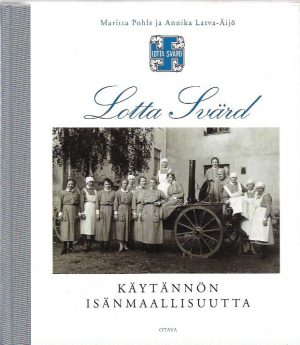 Maritta Pohls ja Annika Latva-Äijö
LOTTA SVÄRD
Lotta Svärd
KÄYTÄNNÖN
ISÄNMAALLISUUTTA
OTAVA